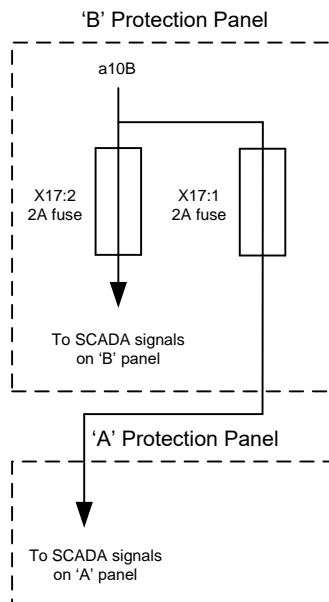 ‘B’ Protection Panel
a10B
X17:2
2A fuse
X17:1
2A fuse
To SCADA signals
on ‘B’ panel
‘A’ Protection Panel
To SCADA signals
on ‘A’ panel